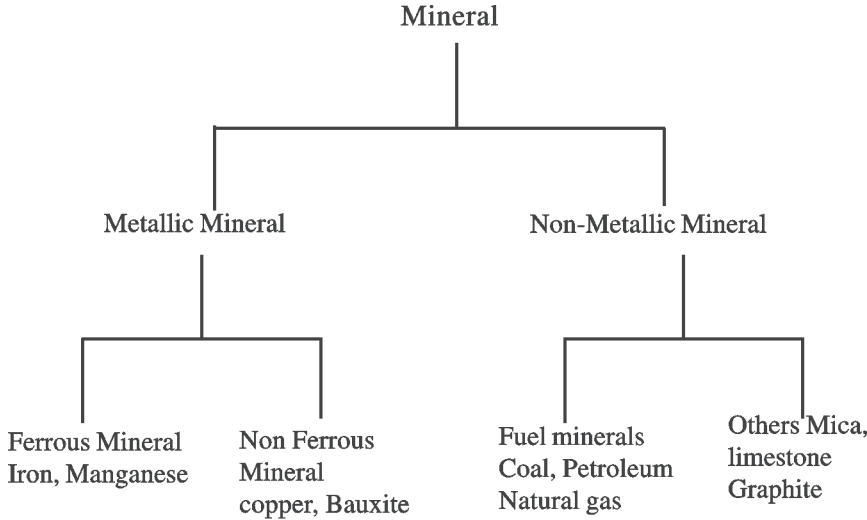 Mineral
Metallic Mineral
Non-Metallic Mineral
Ferrous Mineral
Iron, Manganese
Non Ferrous
Mineral
copper, Bauxite
Fuel minerals
Coal, Petroleum
Natural gas
Others Mica,
limestone
Graphite